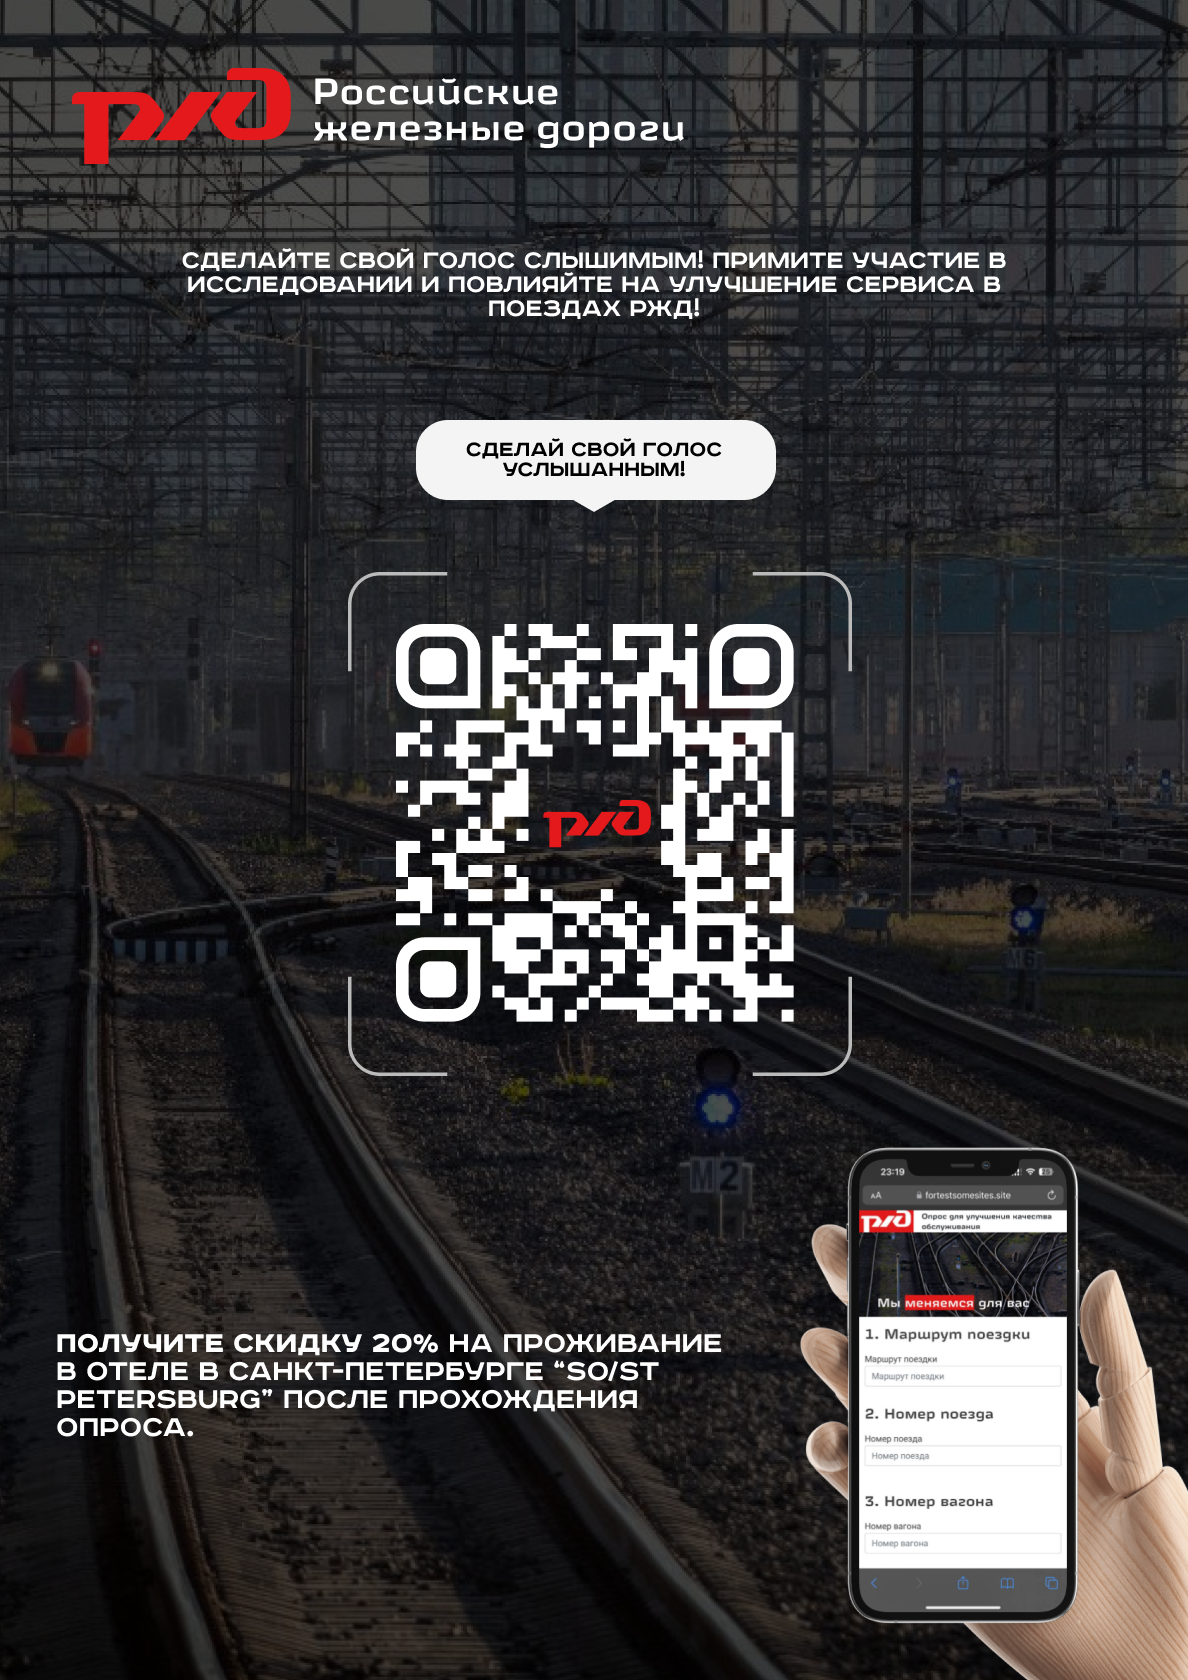 ржд Российские
железные дороги
СДЕЛАЙТЕ СВОЙ ГОЛОС СЛЫШИМЫМ! ПРИМИТЕ УЧАСТИЕ В
ИССЛЕДОВАНИИ И ПОВЛИЯЙТЕ НА УЛУЧШЕНИЕ СЕРВИСА В
ПОЕЗДАХ РЖД!
СДЕЛАЙ СВОЙ ГОЛОС
УСЛЫШАННЫМ!
ржд
М6
М2
ПОЛУЧИТЕ СКИДКУ 20% НА ПРОЖИВАНИЕ
В ОТЕЛЕ В САНКТ-ПЕТЕРБУРГЕ “SO/ST
PETERSBURG” ПОСЛЕ ПРОХОЖДЕНИЯ
ОПРОСА.
23:19
AA fortestsomesites.site
ржд Опрос для улучшения качества
обслуживания
Мы меняемся для вас
1. Маршрут поездки
Маршрут поездки
Маршрут поездки
2. Номер поезда
Номер поезда
Номер поезда
3. Номер вагона
Номер вагона
Номер вагона